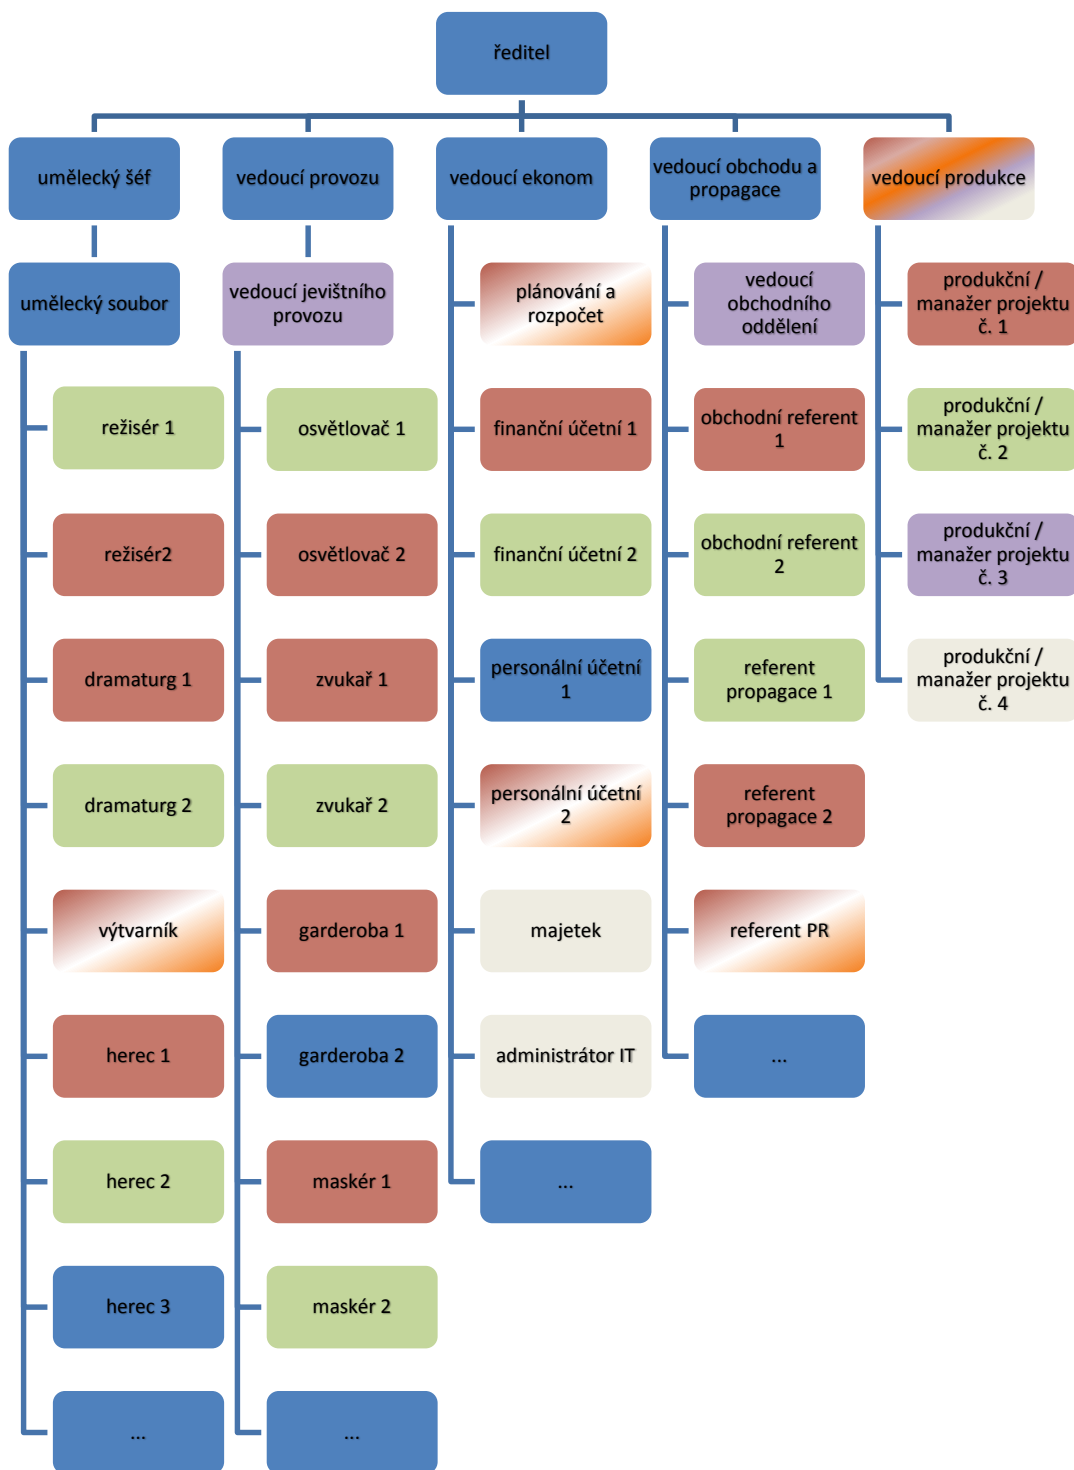 ředitel
umělecký šéf
vedoucí provozu
vedoucí ekonom
vedoucí obchodu a
propagace
vedoucí produkce
umělecký soubor
vedoucí jevištního
provozu
plánování a
rozpočet
vedoucí
obchodního
oddělení
produkční /
manažer projektu
č. 1
režisér 1
osvětlovač 1
finanční účetní 1
obchodní referent
1
produkční /
manažer projektu
č. 2
režisér2
osvětlovač 2
finanční účetní 2
obchodní referent
2
produkční /
manažer projektu
č. 3
dramaturg 1
zvukař 1
personální účetní
1
referent
propagace 1
produkční /
manažer projektu
č. 4
dramaturg 2
zvukař 2
personální účetní
2
referent
propagace 2
výtvarník
garderoba 1
majetek
referent PR
herec 1
garderoba 2
administrátor IT
...
herec 2
maskér 1
...
herec 3
maskér 2
...
...